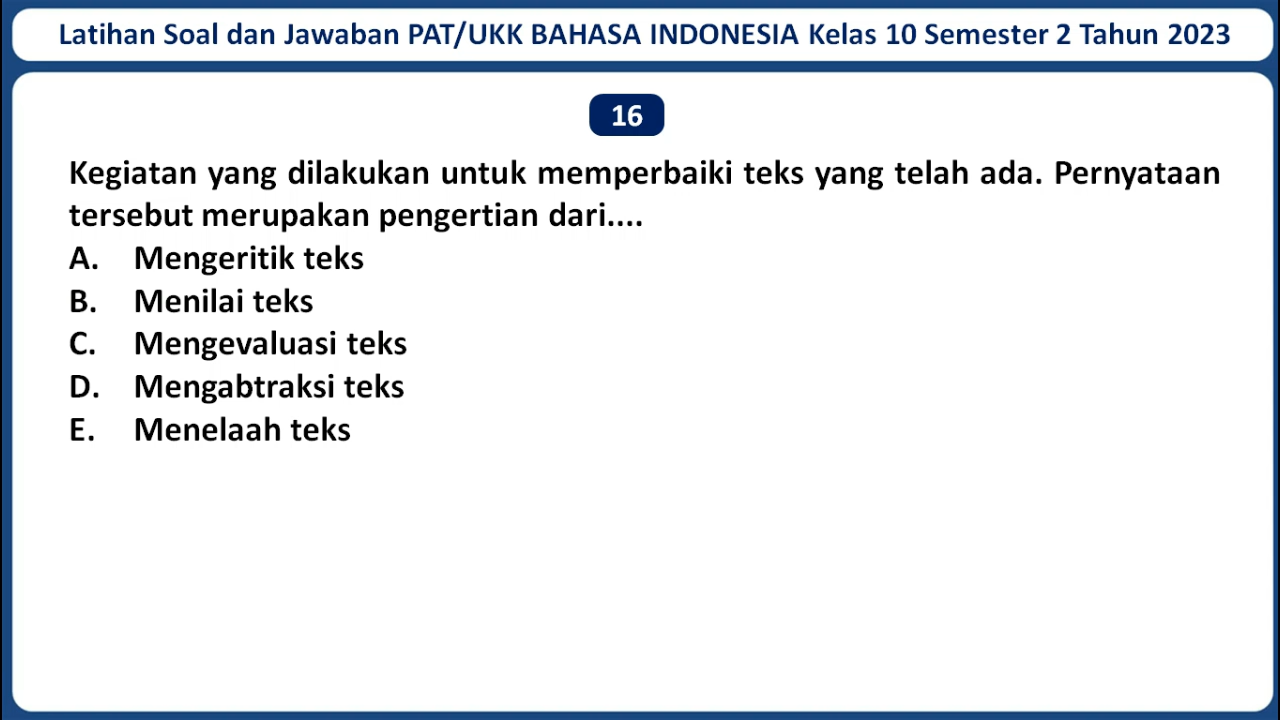 Latihan Soal dan Jawaban PAT/UKK BAHASA INDONESIA Kelas 10 Semester 2 Tahun 2023
16
Kegiatan yang dilakukan untuk memperbaiki teks yang telah ada. Pernyataan
tersebut merupakan pengertian dari....
A. Mengeritik teks
B. Menilai teks
C. Mengevaluasi teks
D. Mengabtraksi teks
E. Menelaah teks